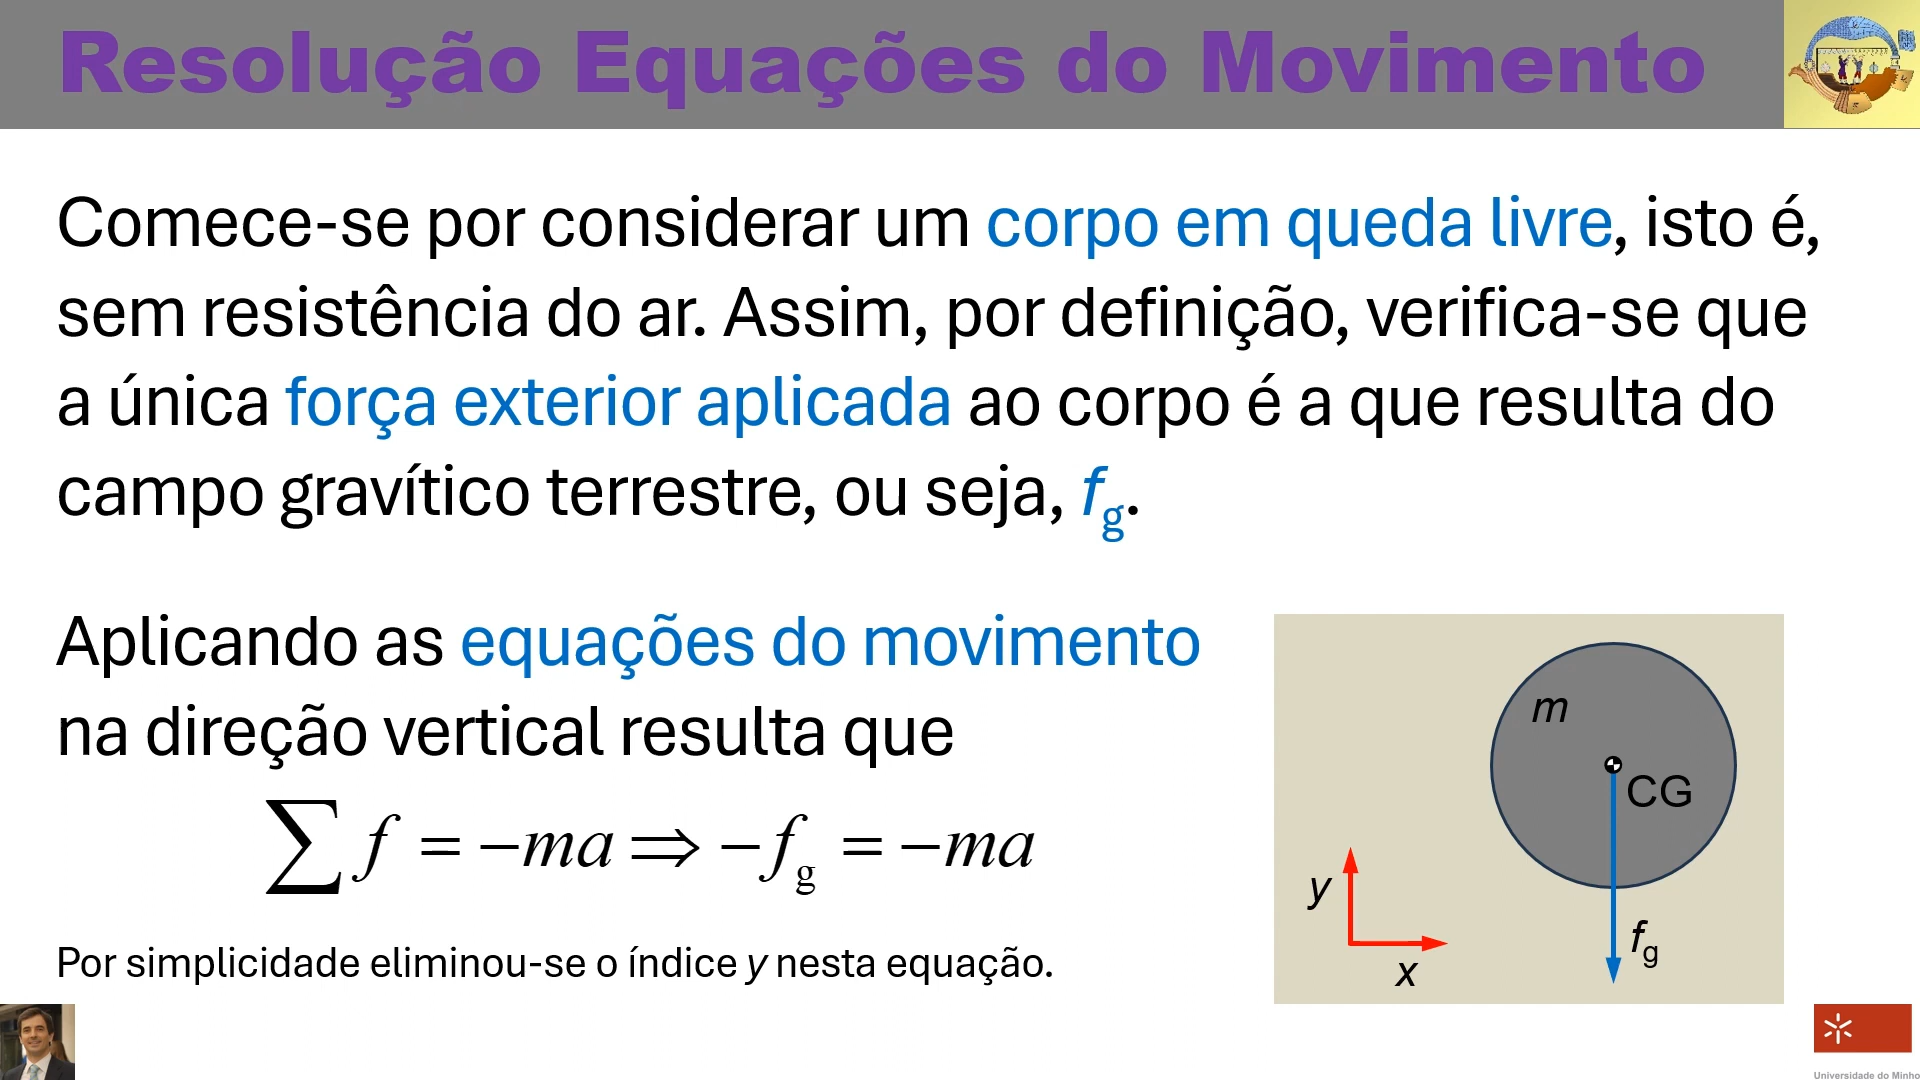 Resolução Equações do Movimento
Comece-se por considerar um corpo em queda livre, isto é,
sem resistência do ar. Assim, por definição, verifica-se que
a única força exterior aplicada ao corpo é a que resulta do
campo gravítico terrestre, ou seja, fg.
Aplicando as equações do movimento
na direção vertical resulta que
∑ f = −ma ⇒ −fg = −ma
Por simplicidade eliminou-se o índice y nesta equação.
m
CG
y
fg
x
Universidade do Minho